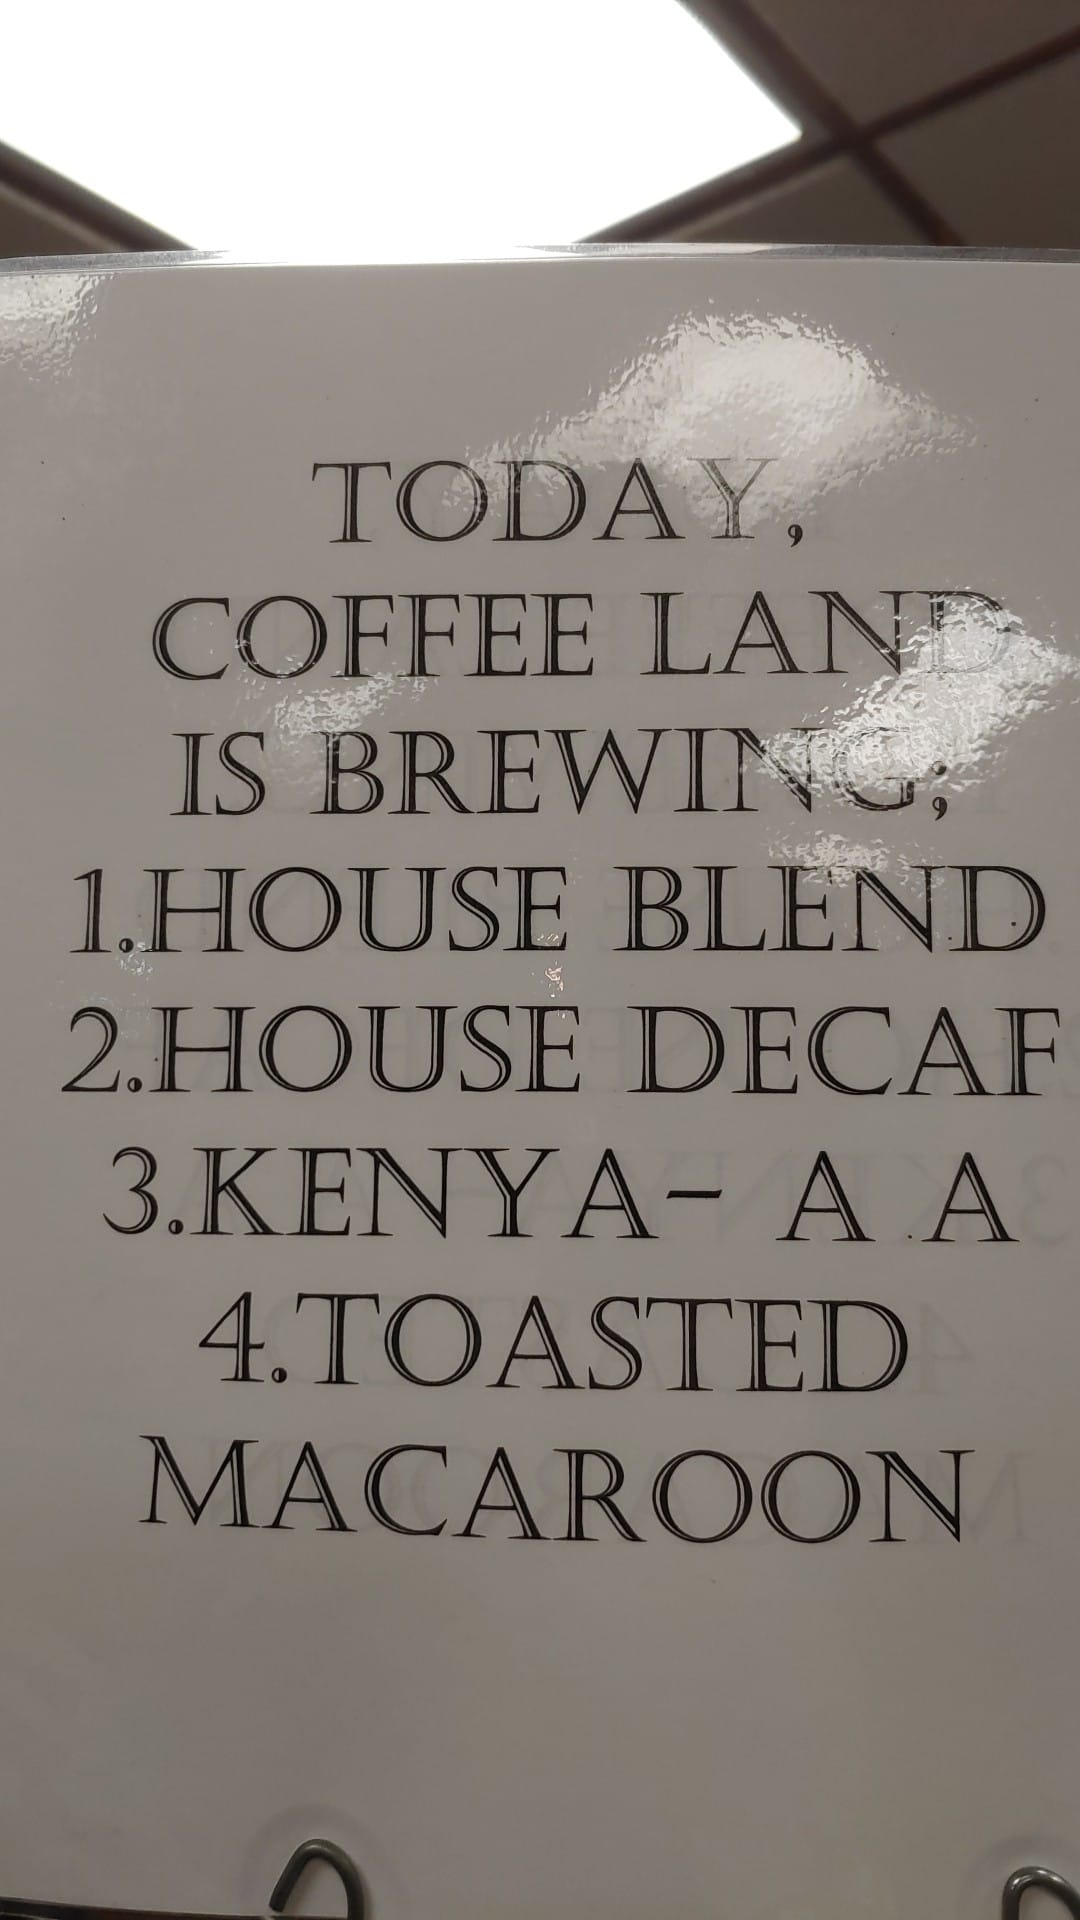 TODAY,
COFFEE LAND
IS BREWING;
1.HOUSE BLEND
2.HOUSE DECAF
3.KENYA- A A
4.TOASTED
MACAROON